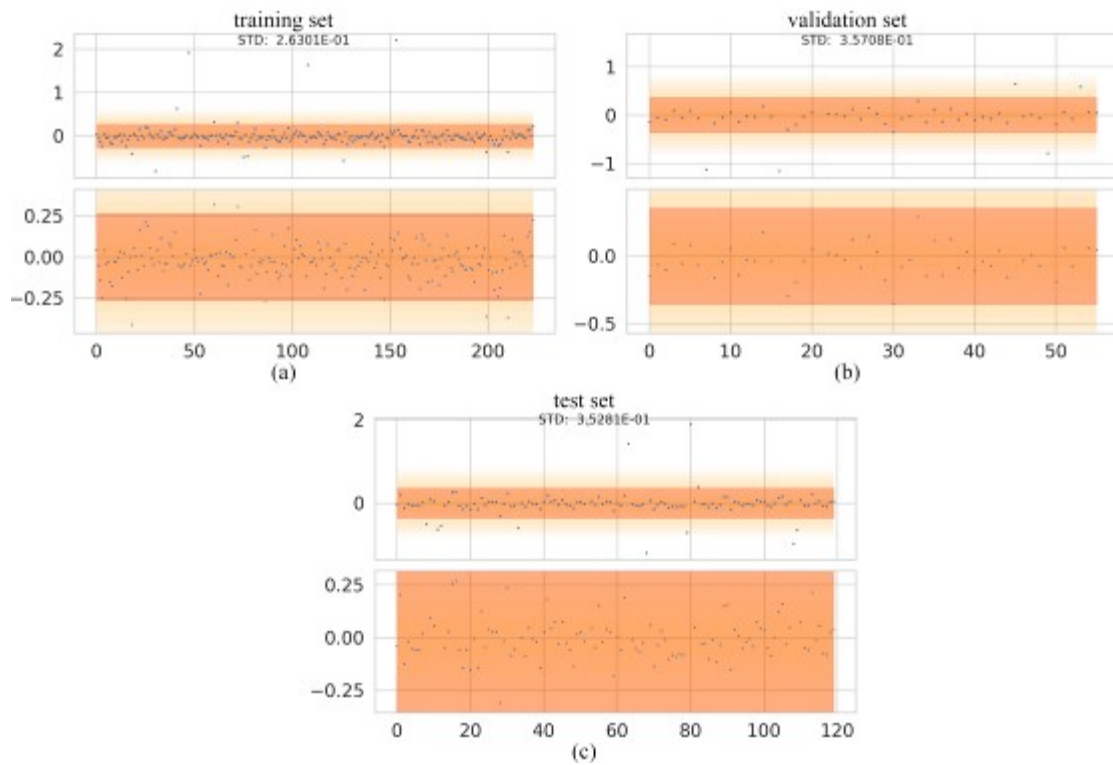 training set
STD: 2.6301E-01
2
1
0
0.25
0.00
−0.25
0 50 100 150 200
(a)
validation set
STD: 3.5708E-01
1
0
−1
0.0
−0.5
0 10 20 30 40 50
(b)
test set
STD: 3.5281E-01
2
0
0.25
0.00
−0.25
0 20 40 60 80 100 120
(c)